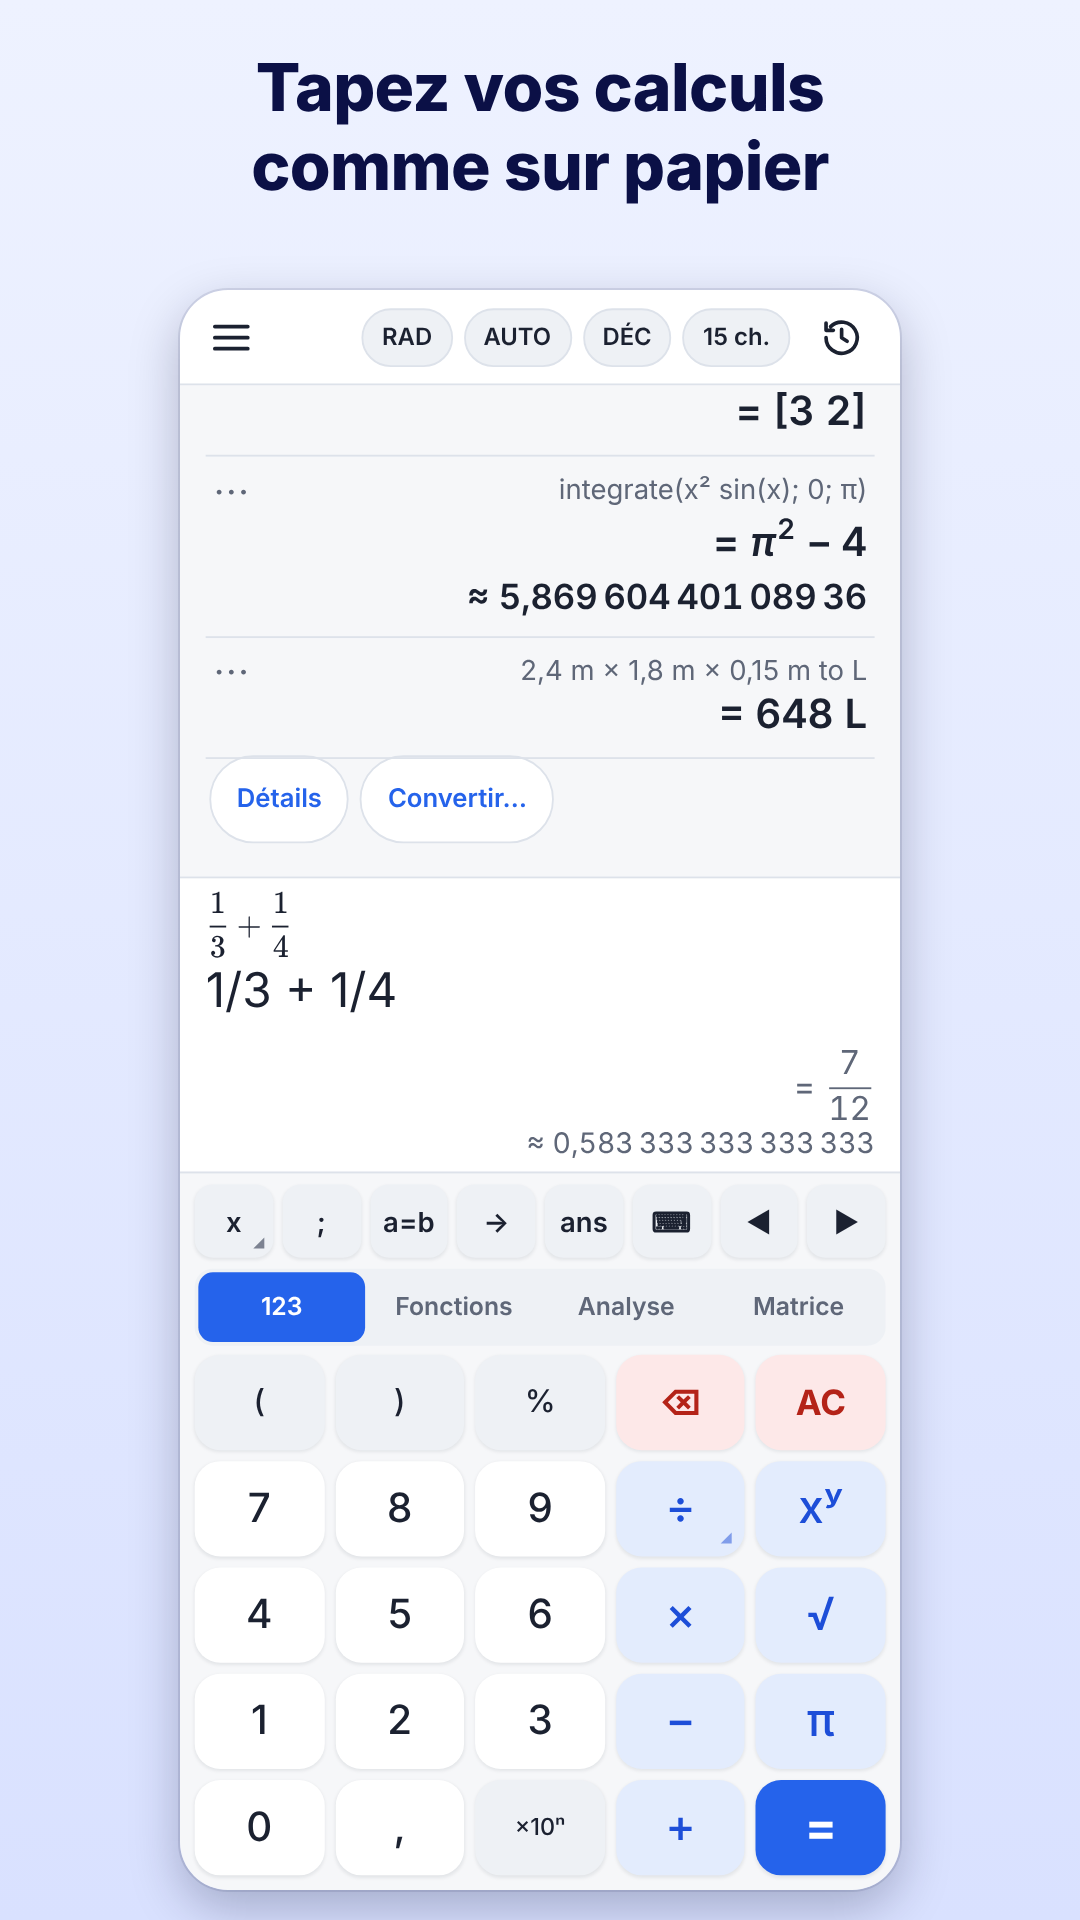 Tapez vos calculs
comme sur papier
RAD AUTO DÉC 15 ch.
= [3 2]
... integrate(x² sin(x); 0; π)
= π² − 4
≈ 5,869 604 401 089 36
... 2,4 m × 1,8 m × 0,15 m to L
= 648 L
Détails Convertir...
1/3 + 1/4
1/3 + 1/4
= 7/12
≈ 0,583 333 333 333 333
x ; a=b → ans ⌨ ◀ ▶
123 Fonctions Analyse Matrice
( ) % ⌫ AC
7 8 9 ÷ xʸ
4 5 6 × √
1 2 3 − π
0 , ×10ⁿ + =